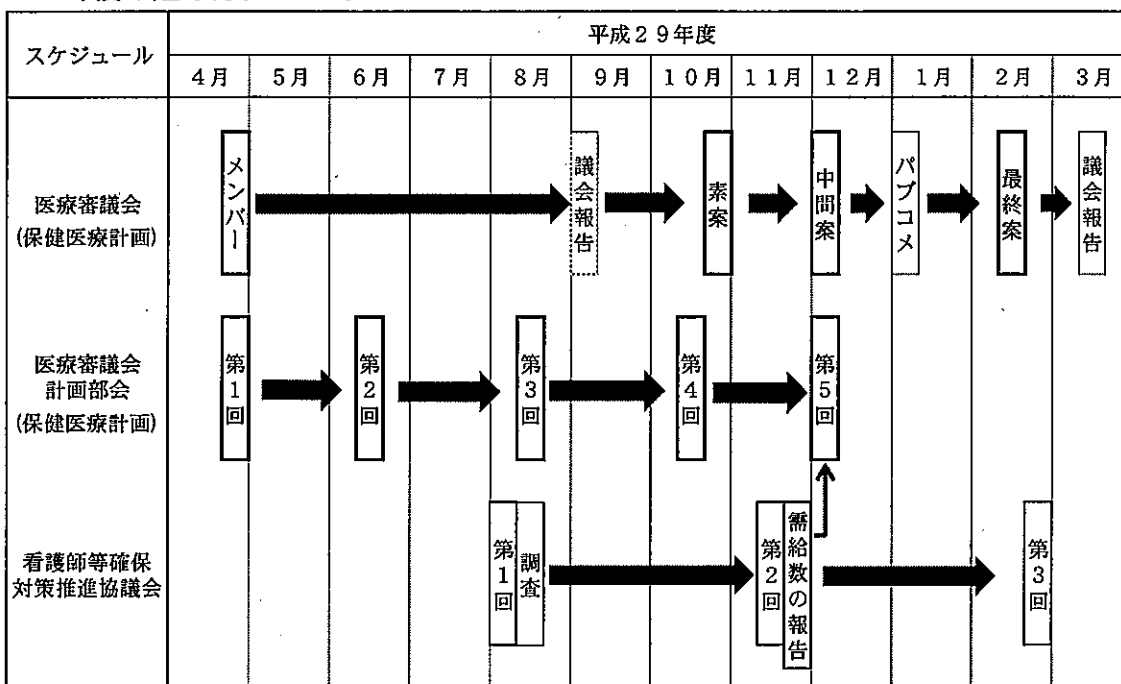 スケジュール
平成２９年度
４月 ５月 ６月 ７月 ８月 ９月 １０月 １１月 １２月 １月 ２月 ３月
医療審議会
(保健医療計画)
メンバー
議会報告
素案
中間案
パブコメ
最終案
議会報告
医療審議会
計画部会
(保健医療計画)
第１回
第２回
第３回
第４回
第５回
看護師等確保
対策推進協議会
第１回
調査
第２回
需給数の報告
第３回